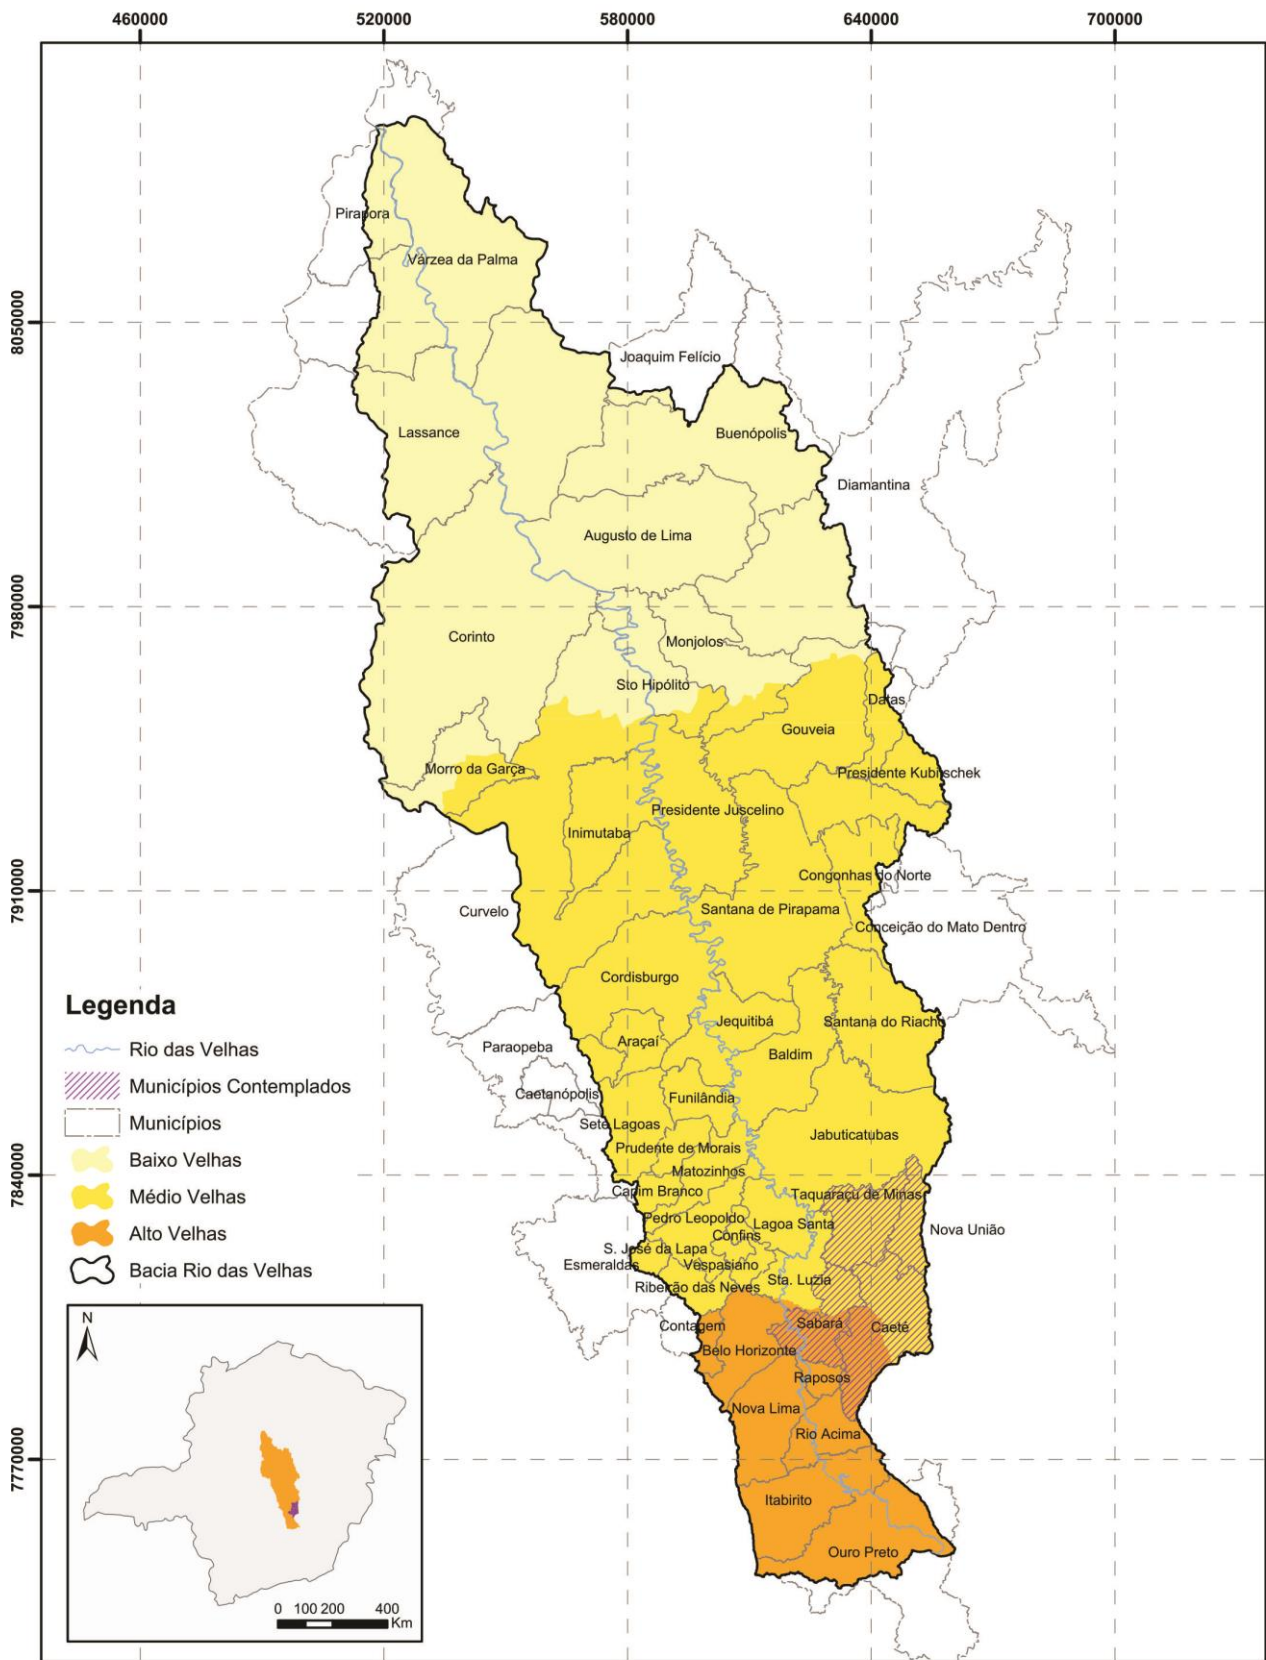 460000 520000 580000 640000 700000
8050000
7980000
7910000
7840000
7770000
Pirapora
Várzea da Palma
Joaquim Felício
Lassance
Buenópolis
Diamantina
Augusto de Lima
Corinto
Monjolos
Sto Hipólito
Datas
Gouveia
Morro da Garça
Presidente Kubitschek
Presidente Juscelino
Inimutaba
Congonhas do Norte
Curvelo
Santana de Pirapama
Conceição do Mato Dentro
Cordisburgo
Jequitibá
Santana do Riacho
Araçaí
Paraopeba
Baldim
Caetanópolis
Funilândia
Sete Lagoas
Jabuticatubas
Prudente de Morais
Matozinhos
Capim Branco
Taquaraçu de Minas
Pedro Leopoldo
Lagoa Santa
Nova União
Confins
S. José da Lapa
Esmeraldas
Vespasiano
Sta. Luzia
Ribeirão das Neves
Contagem
Sabará
Caeté
Belo Horizonte
Raposos
Nova Lima
Rio Acima
Itabirito
Ouro Preto
Legenda
Rio das Velhas
Municípios Contemplados
Municípios
Baixo Velhas
Médio Velhas
Alto Velhas
Bacia Rio das Velhas
N
0 100 200 400
Km